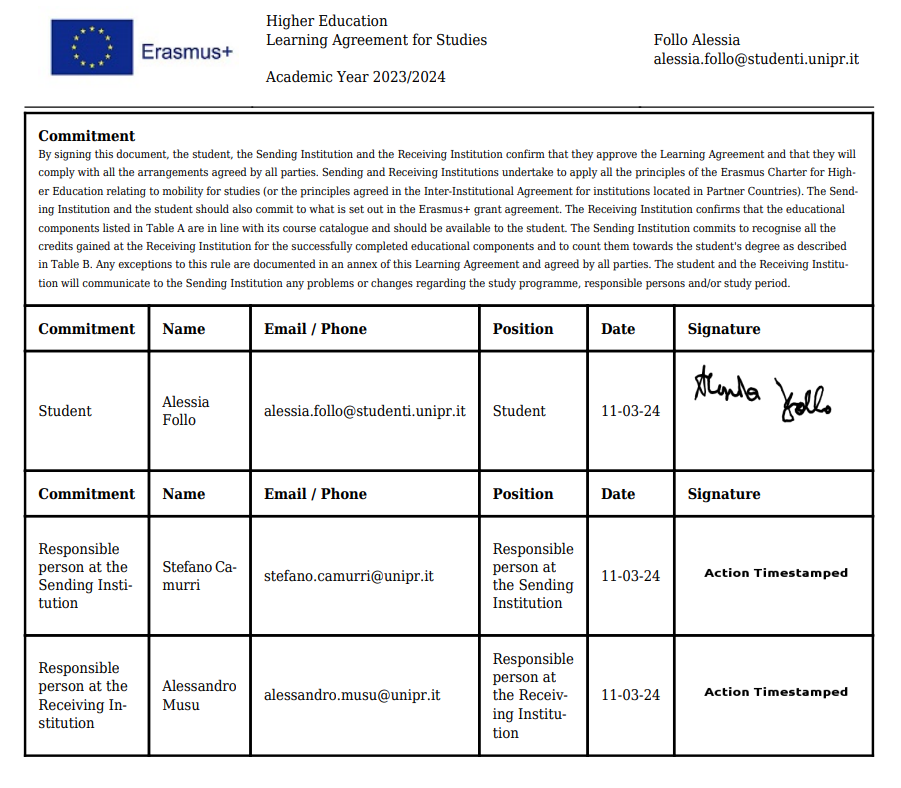 Erasmus+
Higher Education
Learning Agreement for Studies
Academic Year 2023/2024
Follo Alessia
alessia.follo@studenti.unipr.it
Commitment
By signing this document, the student, the Sending Institution and the Receiving Institution confirm that they approve the Learning Agreement and that they will
comply with all the arrangements agreed by all parties. Sending and Receiving Institutions undertake to apply all the principles of the Erasmus Charter for High-
er Education relating to mobility for studies (or the principles agreed in the Inter-Institutional Agreement for institutions located in Partner Countries). The Send-
ing Institution and the student should also commit to what is set out in the Erasmus+ grant agreement. The Receiving Institution confirms that the educational
components listed in Table A are in line with its course catalogue and should be available to the student. The Sending Institution commits to recognise all the
credits gained at the Receiving Institution for the successfully completed educational components and to count them towards the student's degree as described
in Table B. Any exceptions to this rule are documented in an annex of this Learning Agreement and agreed by all parties. The student and the Receiving Institu-
tion will communicate to the Sending Institution any problems or changes regarding the study programme, responsible persons and/or study period.
Commitment Name Email / Phone Position Date Signature
Student
Alessia
Follo
alessia.follo@studenti.unipr.it
Student
11-03-24
Alessia Follo
Commitment Name Email / Phone Position Date Signature
Responsible
person at the
Sending Insti-
tution
Stefano Ca-
murri
stefano.camurri@unipr.it
Responsible
person at
the Sending
Institution
11-03-24
Action Timestamped
Responsible
person at the
Receiving In-
stitution
Alessandro
Musu
alessandro.musu@unipr.it
Responsible
person at
the Receiv-
ing Institu-
tion
11-03-24
Action Timestamped